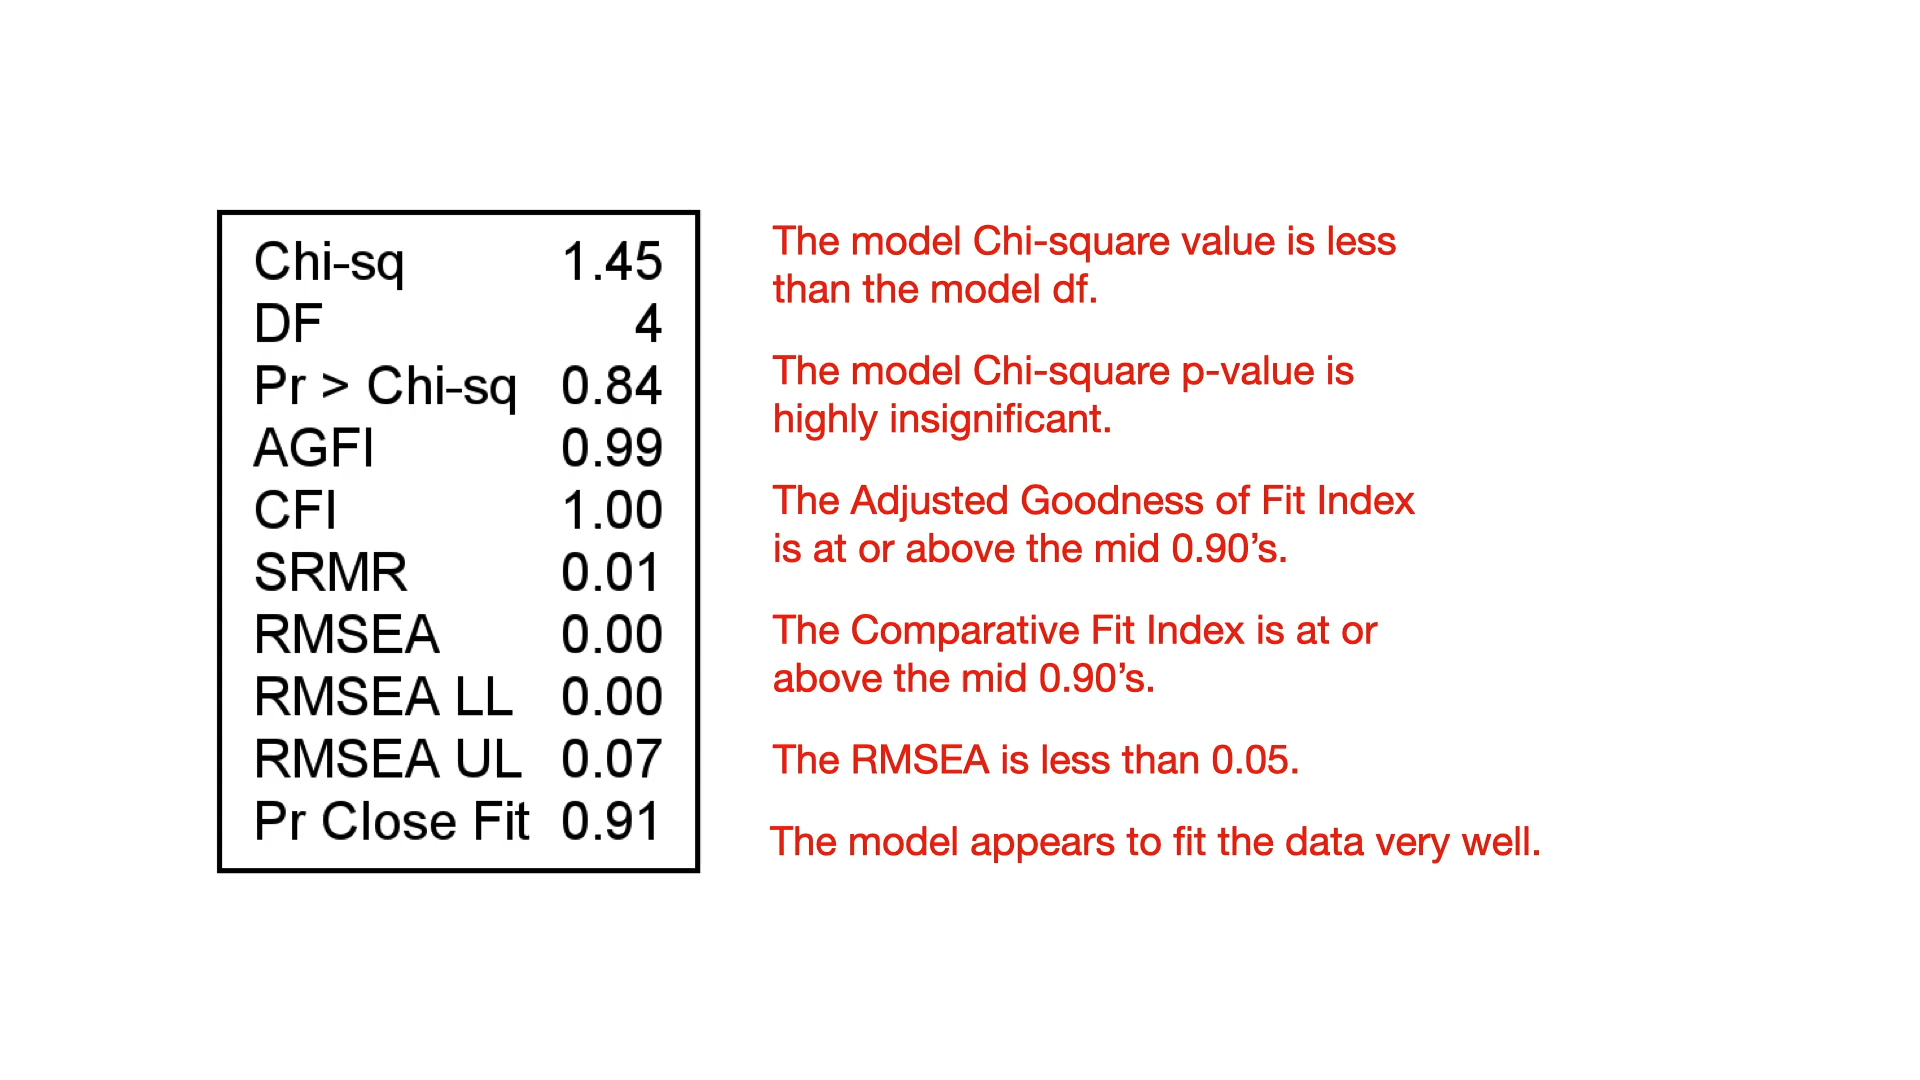 Chi-sq 1.45
DF 4
Pr > Chi-sq 0.84
AGFI 0.99
CFI 1.00
SRMR 0.01
RMSEA 0.00
RMSEA LL 0.00
RMSEA UL 0.07
Pr Close Fit 0.91
The model Chi-square value is less
than the model df.
The model Chi-square p-value is
highly insignificant.
The Adjusted Goodness of Fit Index
is at or above the mid 0.90’s.
The Comparative Fit Index is at or
above the mid 0.90’s.
The RMSEA is less than 0.05.
The model appears to fit the data very well.